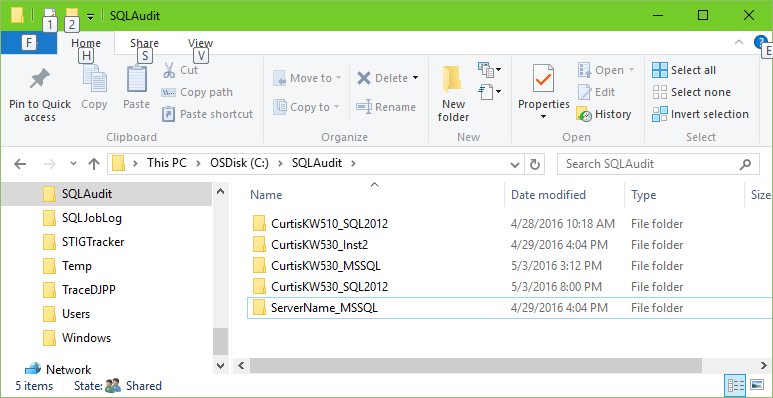 1 2 SQLAudit
F Home Share View E
H S V
Pin to Quick access
Copy
Paste
Cut
Copy path
Paste shortcut
Clipboard
Move to
Copy to
Delete
Rename
Organize
New folder
New
Properties
Open
Edit
History
Open
Select all
Select none
Invert selection
Select
This PC OSDisk (C:) SQLAudit
Search SQLAudit
SQLAudit
SQLJobLog
STIGTracker
Temp
TraceDJPP
Users
Windows
Network
Name Date modified Type Size
CurtisKW510_SQL2012 4/28/2016 10:18 AM File folder
CurtisKW530_Inst2 4/29/2016 4:04 PM File folder
CurtisKW530_MSSQL 5/3/2016 3:12 PM File folder
CurtisKW530_SQL2012 5/3/2016 8:00 PM File folder
ServerName_MSSQL 4/29/2016 4:04 PM File folder
5 items State: Shared